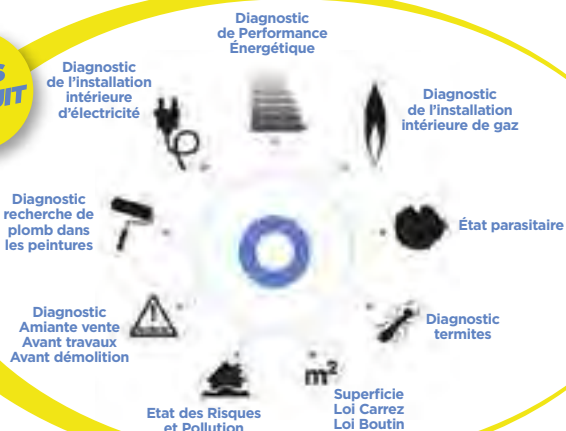 Diagnostic
de Performance
Énergétique
Diagnostic
de l’installation
intérieure
d’électricité
Diagnostic
de l’installation
intérieure de gaz
Diagnostic
recherche de
plomb dans
les peintures
État parasitaire
Diagnostic
Amiante vente
Avant travaux
Avant démolition
Diagnostic
termites
m²
Etat des Risques
et Pollution
Superficie
Loi Carrez
Loi Boutin